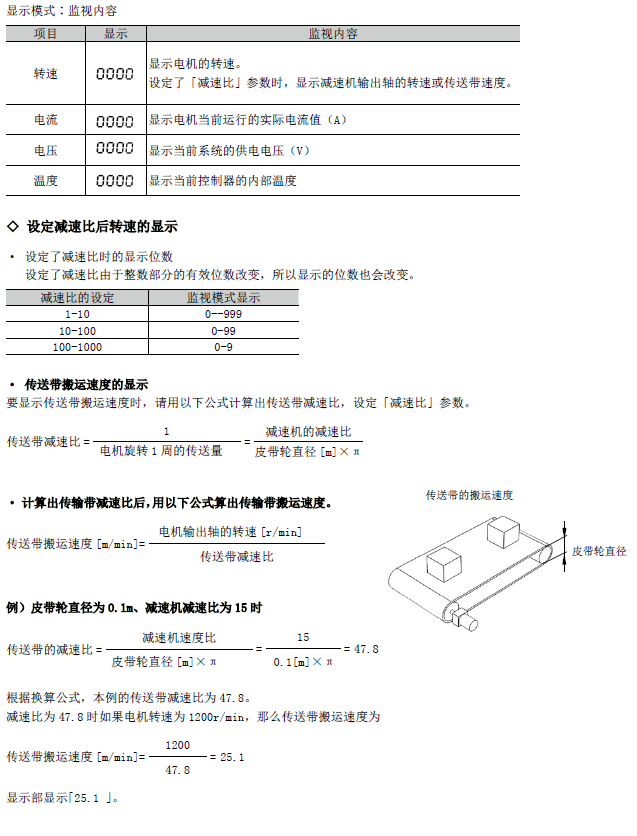 显示模式：监视内容
项目 显示 监视内容
转速 0000 显示电机的转速。
设定了「减速比」参数时，显示减速机输出轴的转速或传送带速度。
电流 0000 显示电机当前运行的实际电流值（A）
电压 0000 显示当前系统的供电电压（V）
温度 0000 显示当前控制器的内部温度
◇ 设定减速比后转速的显示
• 设定了减速比时的显示位数
设定了减速比由于整数部分的有效位数改变，所以显示的位数也会改变。
减速比的设定 监视模式显示
1-10 0--999
10-100 0-99
100-1000 0-9
• 传送带搬运速度的显示
要显示传送带搬运速度时，请用以下公式计算出传送带减速比，设定「减速比」参数。
传送带减速比 = 1 / 电机旋转1周的传送量 = 减速机的减速比 / 皮带轮直径[m]×π
• 计算出传输带减速比后，用以下公式算出传输带搬运速度。
传送带搬运速度[m/min]= 电机输出轴的转速[r/min] / 传送带减速比
传送带的搬运速度
皮带轮直径
例）皮带轮直径为0.1m、减速机减速比为15时
传送带的减速比 = 减速机速度比 / 皮带轮直径[m]×π = 15 / 0.1[m]×π = 47.8
根据换算公式，本例的传送带减速比为47.8。
减速比为47.8时如果电机转速为1200r/min，那么传送带搬运速度为
传送带搬运速度[m/min]= 1200 / 47.8 = 25.1
显示部显示「25.1 」。